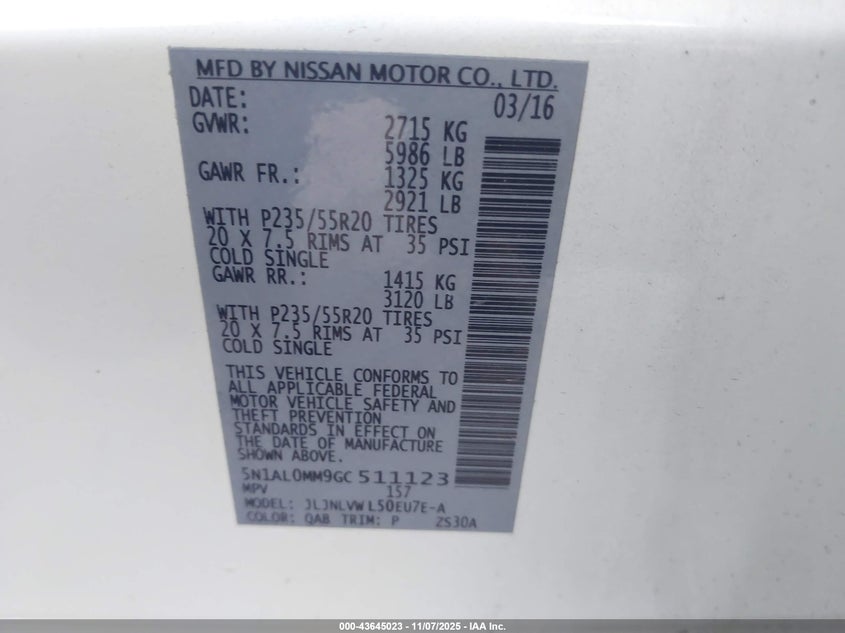 MFD BY NISSAN MOTOR CO., LTD.
DATE: 03/16
GVWR: 2715 KG
5986 LB
GAWR FR.: 1325 KG
2921 LB
WITH P235/55R20 TIRES
20 X 7.5 RIMS AT 35 PSI
COLD SINGLE
GAWR RR.: 1415 KG
3120 LB
WITH P235/55R20 TIRES
20 X 7.5 RIMS AT 35 PSI
COLD SINGLE
THIS VEHICLE CONFORMS TO
ALL APPLICABLE FEDERAL
MOTOR VEHICLE SAFETY AND
THEFT PREVENTION
STANDARDS IN EFFECT ON
THE DATE OF MANUFACTURE
SHOWN ABOVE.
5N1AL0MM9GC511123
MPV 157
MODEL: JLJNLVWL50EU7E-A
COLOR: QAB TRIM: P ZS30A
000-43645023 - 11/07/2025 - IAA Inc.